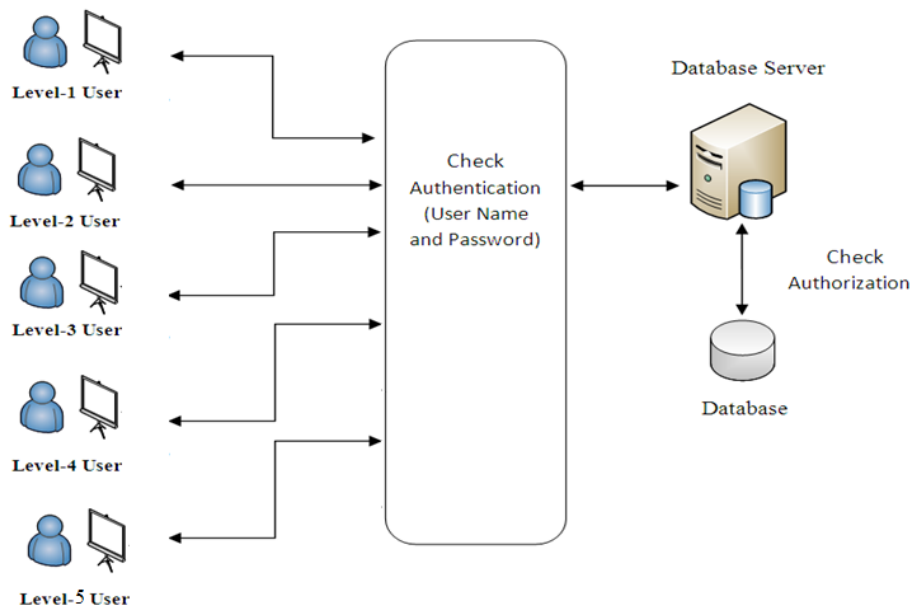 Level-1 User
Level-2 User
Level-3 User
Level-4 User
Level-5 User
Check
Authentication
(User Name
and Password)
Database Server
Check
Authorization
Database